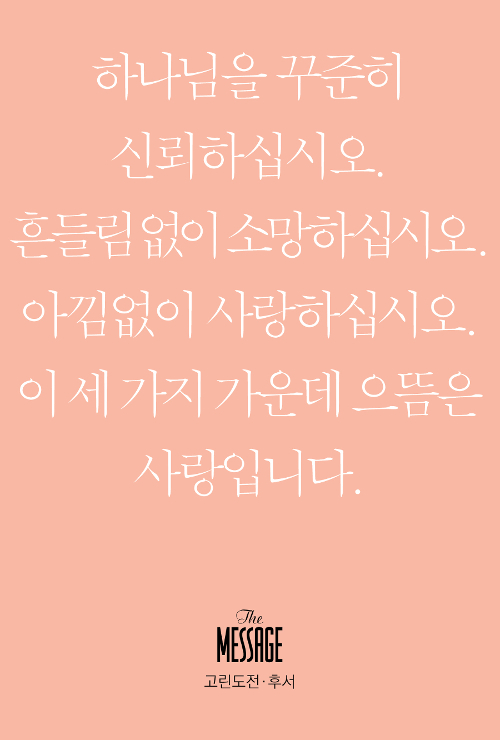 하나님을 꾸준히
신뢰하십시오.
흔들림 없이 소망하십시오.
아낌없이 사랑하십시오.
이 세 가지 가운데 으뜸은
사랑입니다.
The
MESSAGE
고린도전·후서